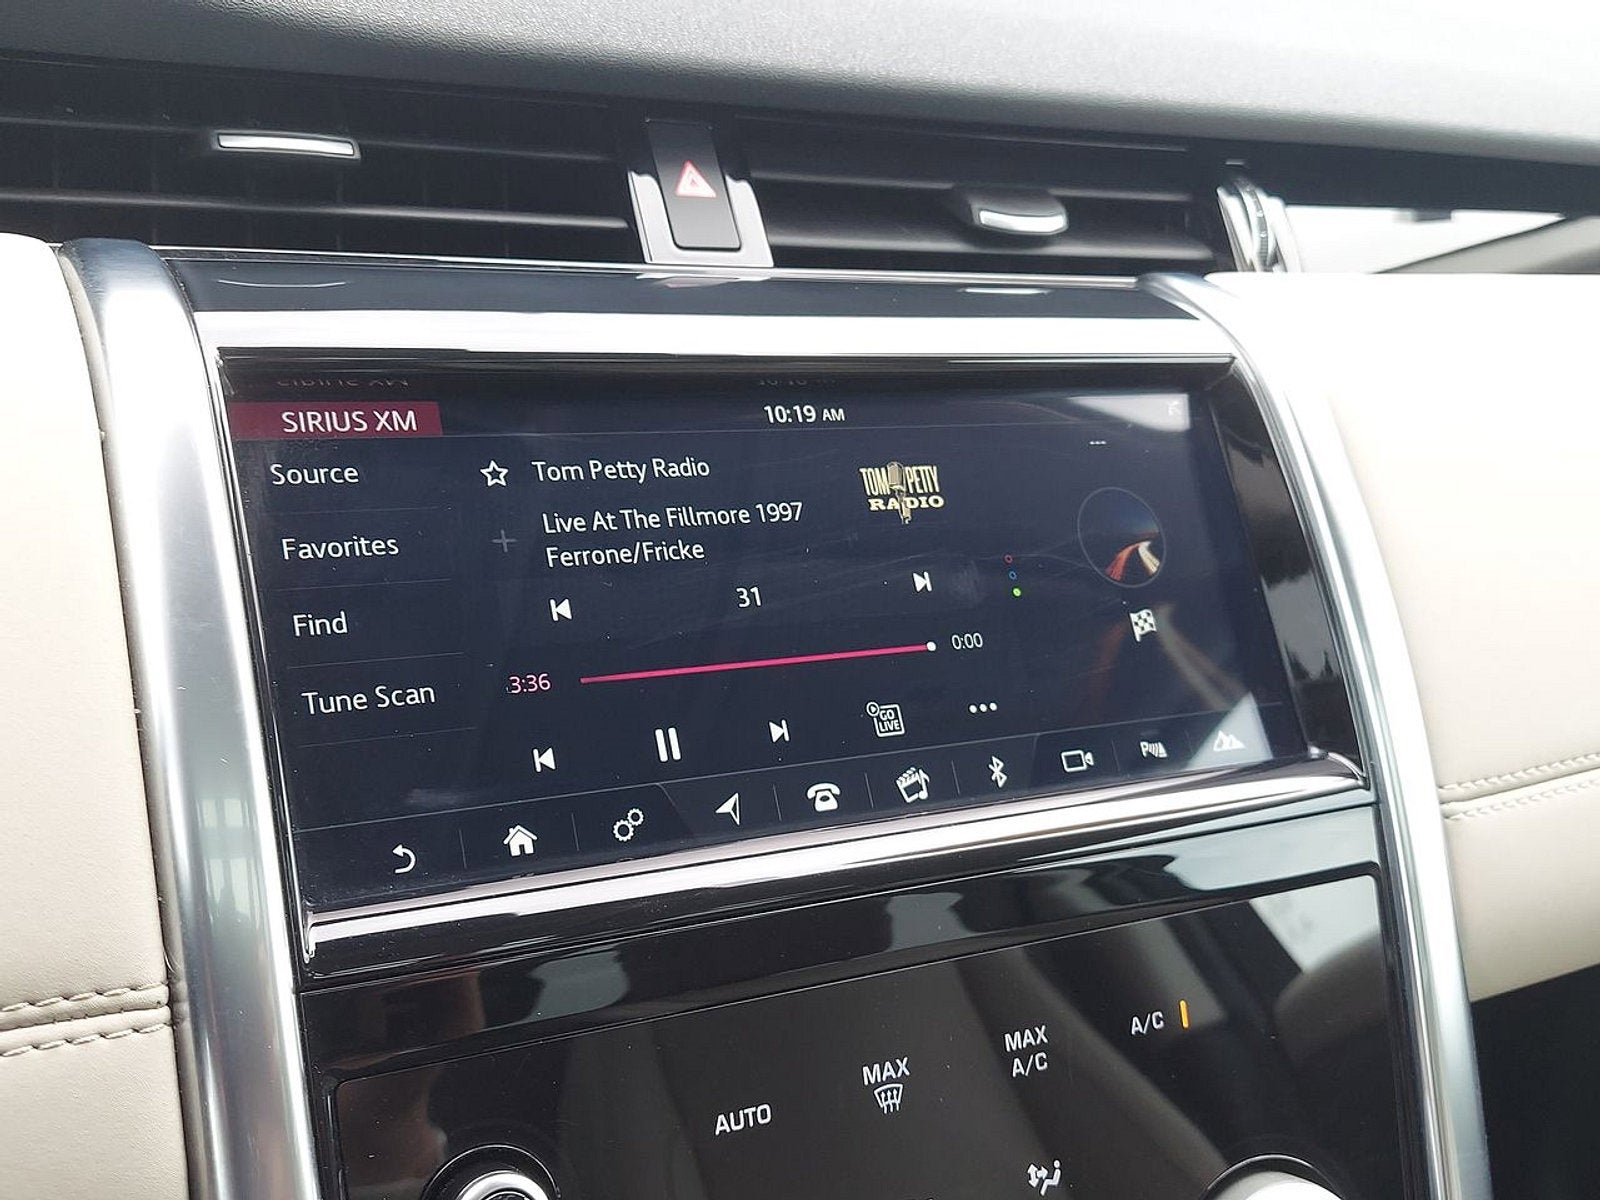 SIRIUS XM
10:19 AM
Source
Tom Petty Radio
TOM PETTY
RADIO
Live At The Fillmore 1997
Ferrone/Fricke
Favorites
31
Find
3:36
0:00
Tune Scan
GO
LIVE
P
A/C
MAX
A/C
MAX
AUTO